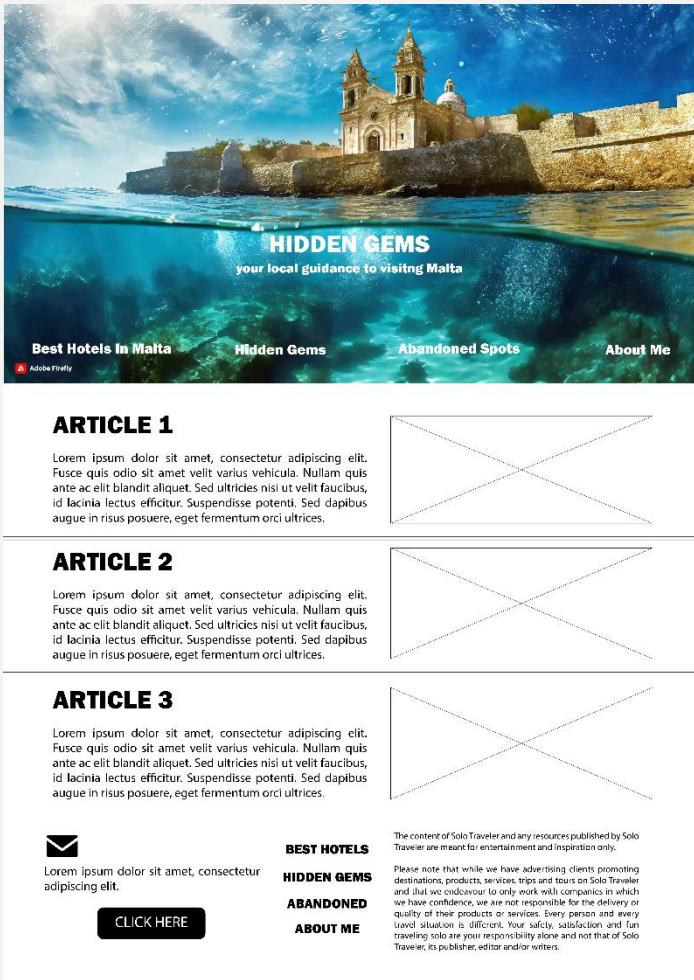 HIDDEN GEMS
your local guidance to visitng Malta
Best Hotels In Malta
Hidden Gems
Abandoned Spots
About Me
Adobe Firefly
ARTICLE 1
Lorem ipsum dolor sit amet, consectetur adipiscing elit.
Fusce quis odio sit amet velit varius vehicula. Nullam quis
ante ac elit blandit aliquet. Sed ultricies nisi ut velit faucibus,
id lacinia lectus efficitur. Suspendisse potenti. Sed dapibus
augue in risus posuere, eget fermentum orci ultrices.
ARTICLE 2
Lorem ipsum dolor sit amet, consectetur adipiscing elit.
Fusce quis odio sit amet velit varius vehicula. Nullam quis
ante ac elit blandit aliquet. Sed ultricies nisi ut velit faucibus,
id lacinia lectus efficitur. Suspendisse potenti. Sed dapibus
augue in risus posuere, eget fermentum orci ultrices.
ARTICLE 3
Lorem ipsum dolor sit amet, consectetur adipiscing elit.
Fusce quis odio sit amet velit varius vehicula. Nullam quis
ante ac elit blandit aliquet. Sed ultricies nisi ut velit faucibus,
id lacinia lectus efficitur. Suspendisse potenti. Sed dapibus
augue in risus posuere, eget fermentum orci ultrices.
Lorem ipsum dolor sit amet, consectetur
adipiscing elit.
CLICK HERE
BEST HOTELS
HIDDEN GEMS
ABANDONED
ABOUT ME
The content of Solo Traveler and any resources published by Solo
Traveler are meant for entertainment and inspiration only.
Please note that while we have advertising clients promoting
destinations, products, services, trips and tours on Solo Traveler
and that we endeavour to only work with companies in which
we have confidence, we are not responsible for the delivery or
quality of their products or services. Every person and every
travel situation is different. Your safety, satisfaction and fun
traveling solo are your responsibility alone and not that of Solo
Traveler, its publisher, editor and/or writers.